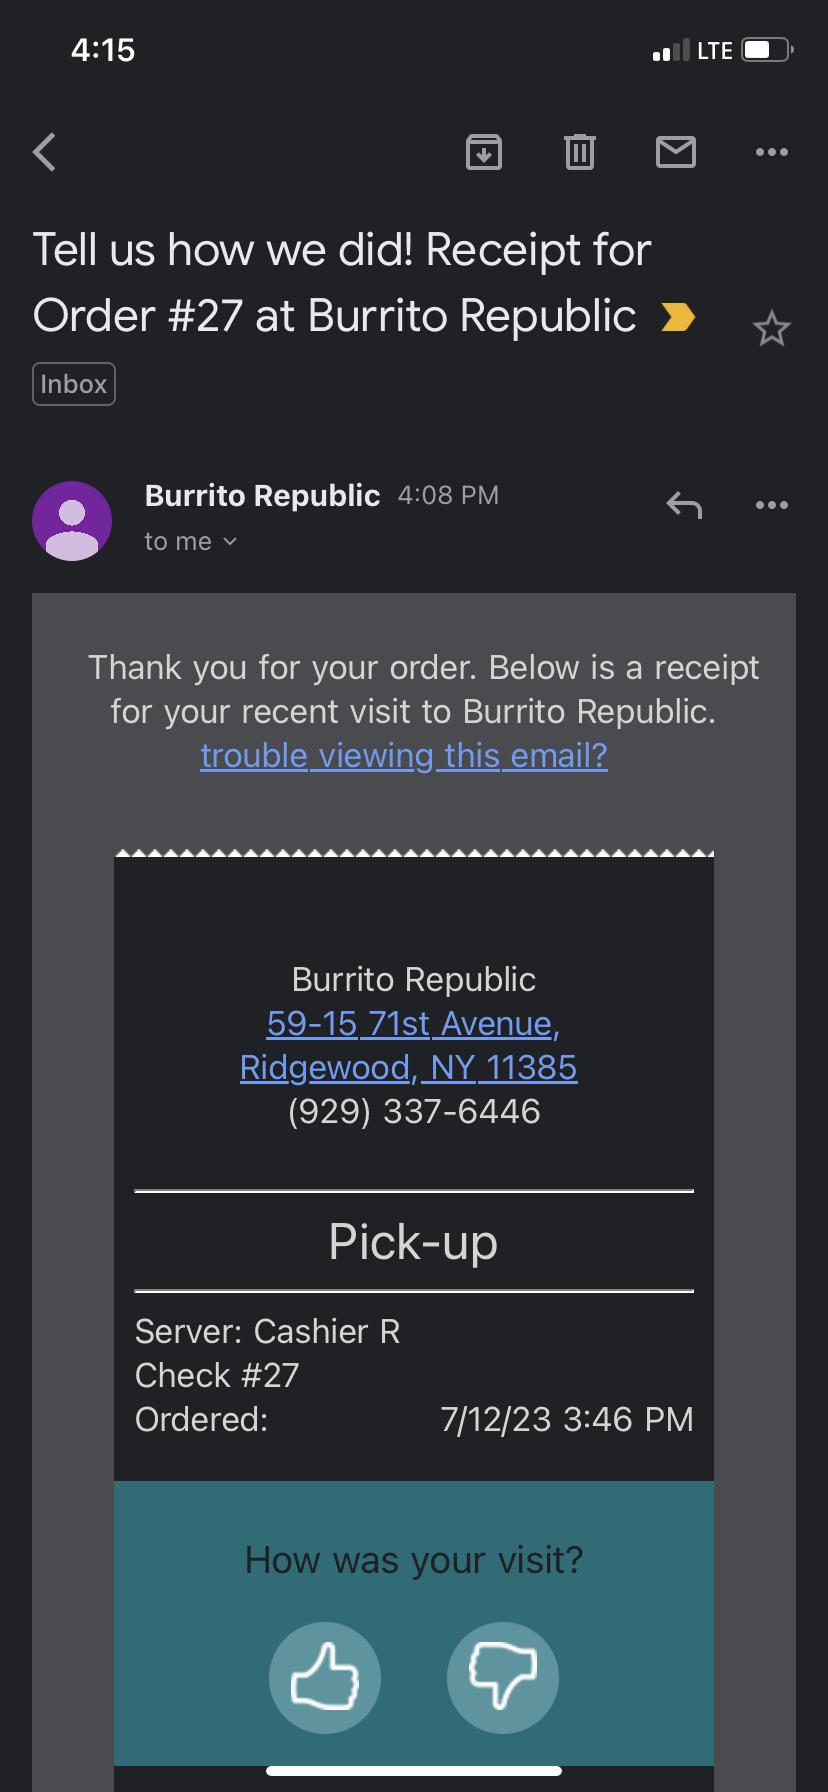 4:15
LTE
Tell us how we did! Receipt for
Order #27 at Burrito Republic
Inbox
Burrito Republic 4:08 PM
to me
Thank you for your order. Below is a receipt
for your recent visit to Burrito Republic.
trouble viewing this email?
Burrito Republic
59-15 71st Avenue,
Ridgewood, NY 11385
(929) 337-6446
Pick-up
Server: Cashier R
Check #27
Ordered: 7/12/23 3:46 PM
How was your visit?